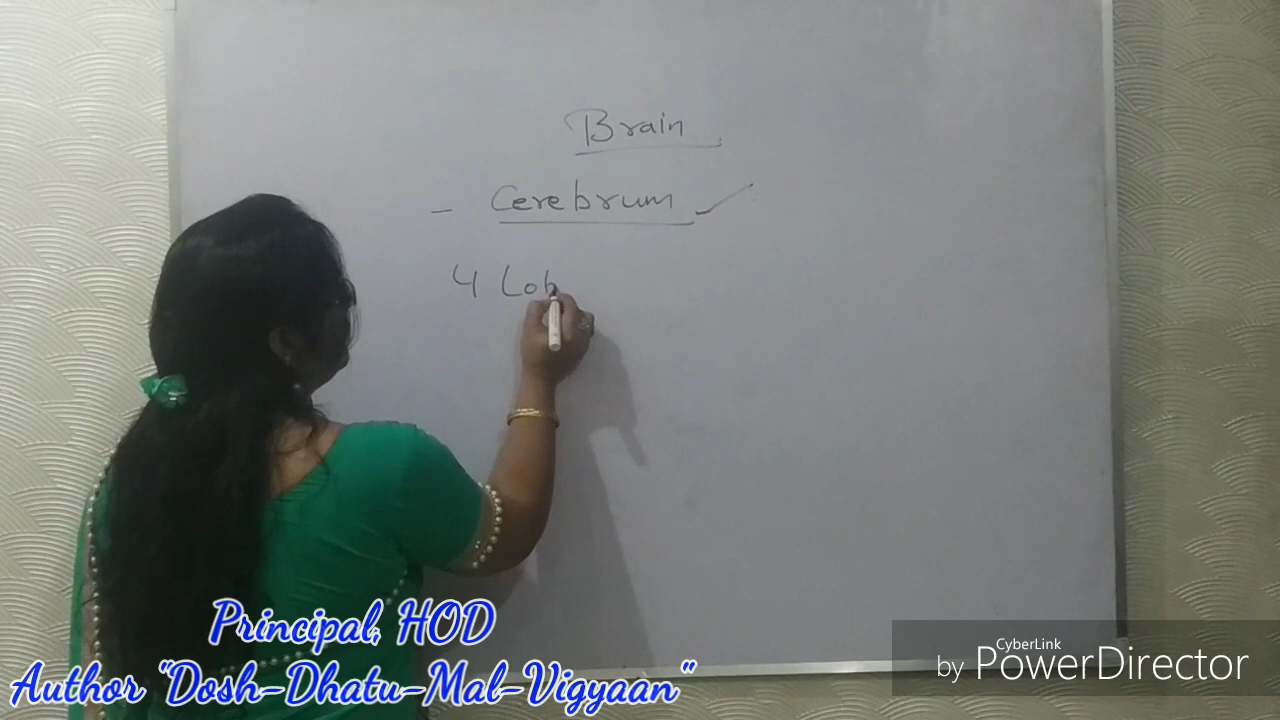 Brain
- Cerebrum ✓
4 Lob
Principal, HOD
Author "Dosh-Dhatu-Mal-Vigyaan"
CyberLink
by PowerDirector